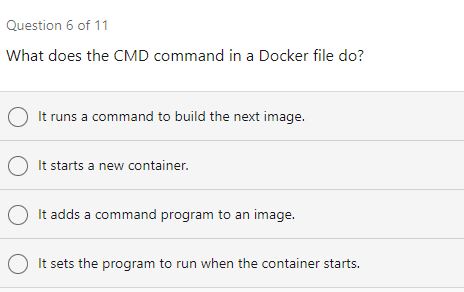 Question 6 of 11
What does the CMD command in a Docker file do?
It runs a command to build the next image.
It starts a new container.
It adds a command program to an image.
It sets the program to run when the container starts.